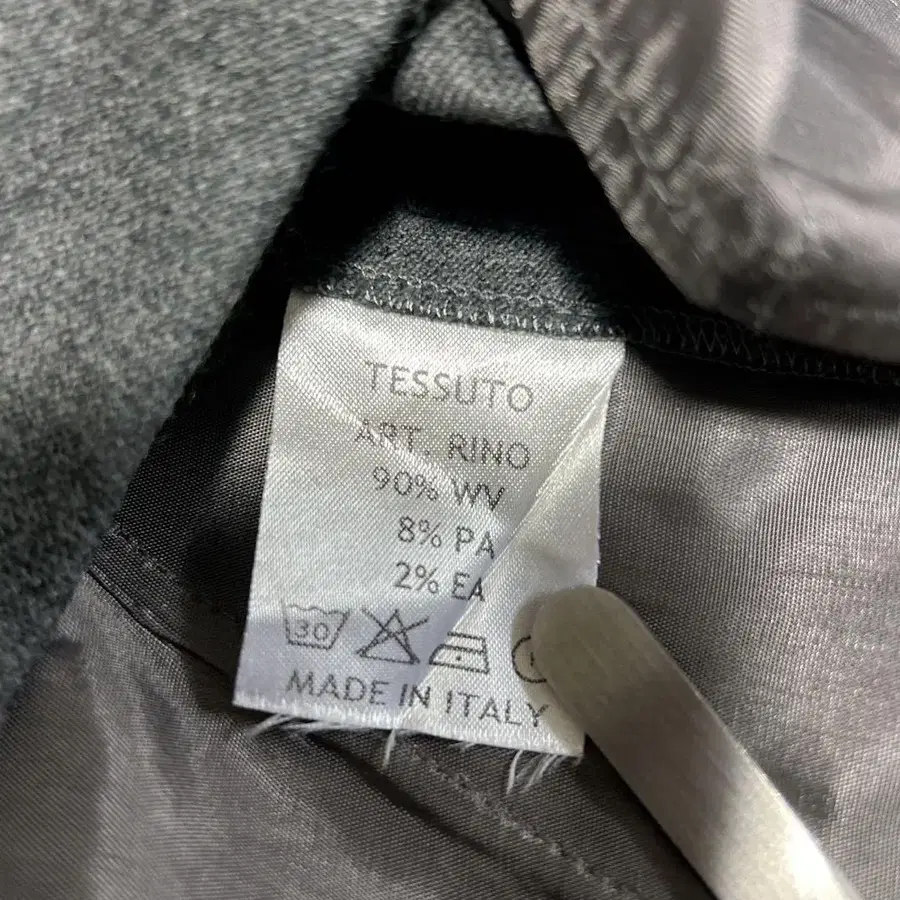 TESSUTO
ART. RINO
90% WV
8% PA
2% EA
30
MADE IN ITALY